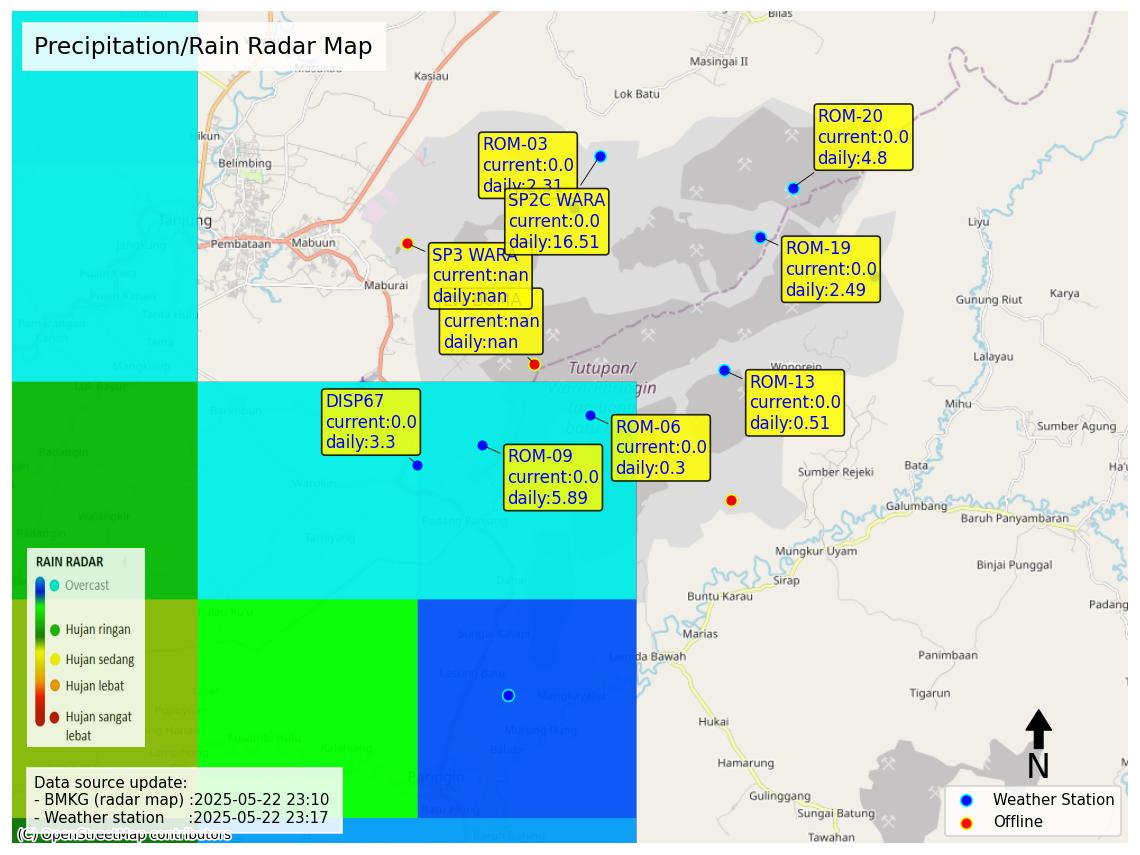 Precipitation/Rain Radar Map
Bilas
Masingai II
Kasiau
Lok Batu
Hikun
Belimbing
Tanjung
Pembataan
Mabuun
Maburai
ROM-03
current:0.0
daily:2.31
SP2C WARA
current:0.0
daily:16.51
ROM-20
current:0.0
daily:4.8
SP3 WARA
current:nan
daily:nan
current:nan
daily:nan
ROM-19
current:0.0
daily:2.49
Liyu
Gunung Riut
Karya
Lalayau
Mihu
Sumber Agung
Wonorejo
Tutupan/
ROM-13
current:0.0
daily:0.51
DISP67
current:0.0
daily:3.3
ROM-06
current:0.0
daily:0.3
ROM-09
current:0.0
daily:5.89
Sumber Rejeki
Bata
Galumbang
Baruh Panyambaran
Mungkur Uyam
Binjai Punggal
Sirap
Buntu Karau
Padang
Marias
Lamida Bawah
Panimbaan
Tigarun
Hukai
Hamarung
Gulinggang
Sungai Batung
Tawahan
Paringin
RAIN RADAR
Overcast
Hujan ringan
Hujan sedang
Hujan lebat
Hujan sangat
lebat
Data source update:
- BMKG (radar map) :2025-05-22 23:10
- Weather station :2025-05-22 23:17
(C) OpenStreetMap contributors
N
Weather Station
Offline